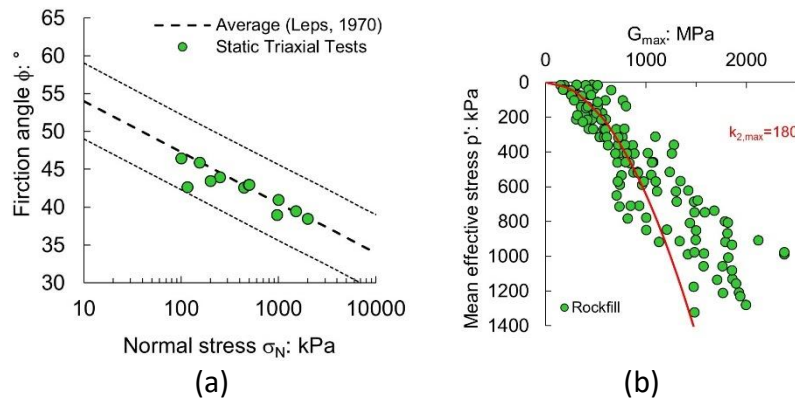 (a)
Average (Leps, 1970)
Static Triaxial Tests
Firction angle ϕ: °
65
60
55
50
45
40
35
30
10
100
1000
10000
Normal stress σN: kPa
(a)
Gmax: MPa
0
1000
2000
Mean effective stress p': kPa
0
200
400
600
800
1000
1200
1400
k2,max=180
Rockfill
(b)